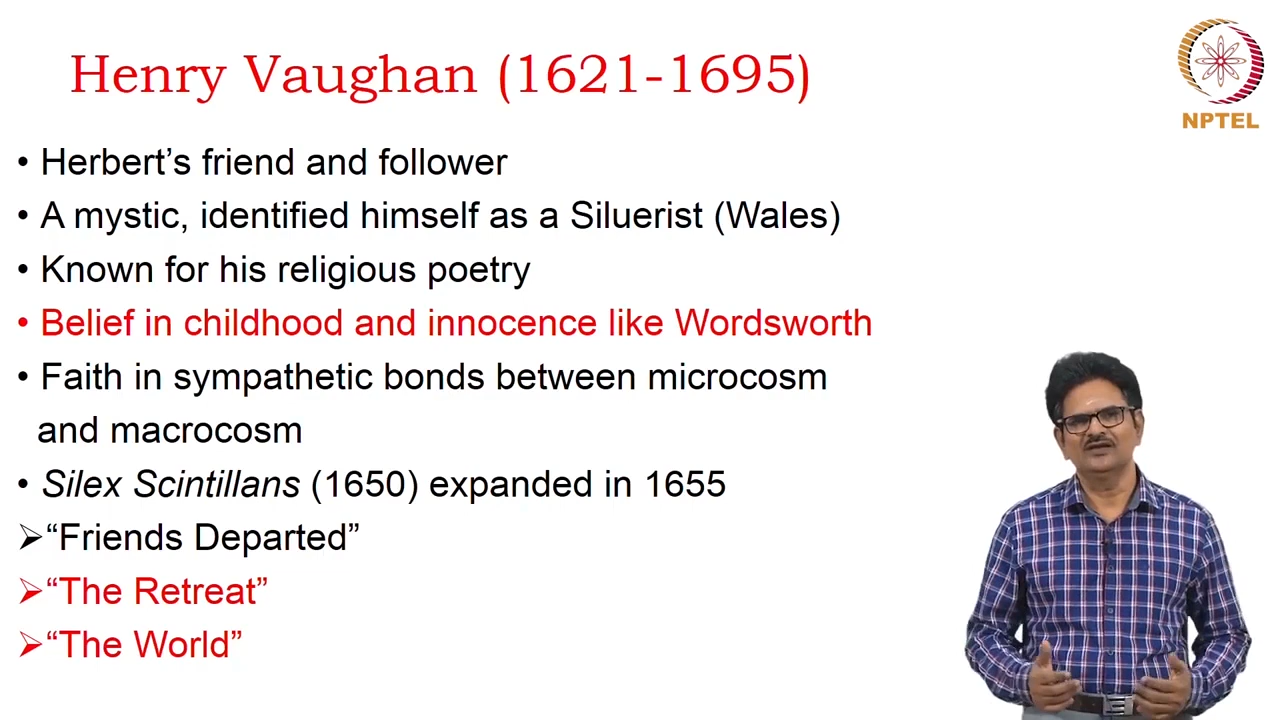 Henry Vaughan (1621-1695)
NPTEL
• Herbert’s friend and follower
• A mystic, identified himself as a Siluerist (Wales)
• Known for his religious poetry
• Belief in childhood and innocence like Wordsworth
• Faith in sympathetic bonds between microcosm
and macrocosm
• Silex Scintillans (1650) expanded in 1655
➢“Friends Departed”
➢“The Retreat”
➢“The World”